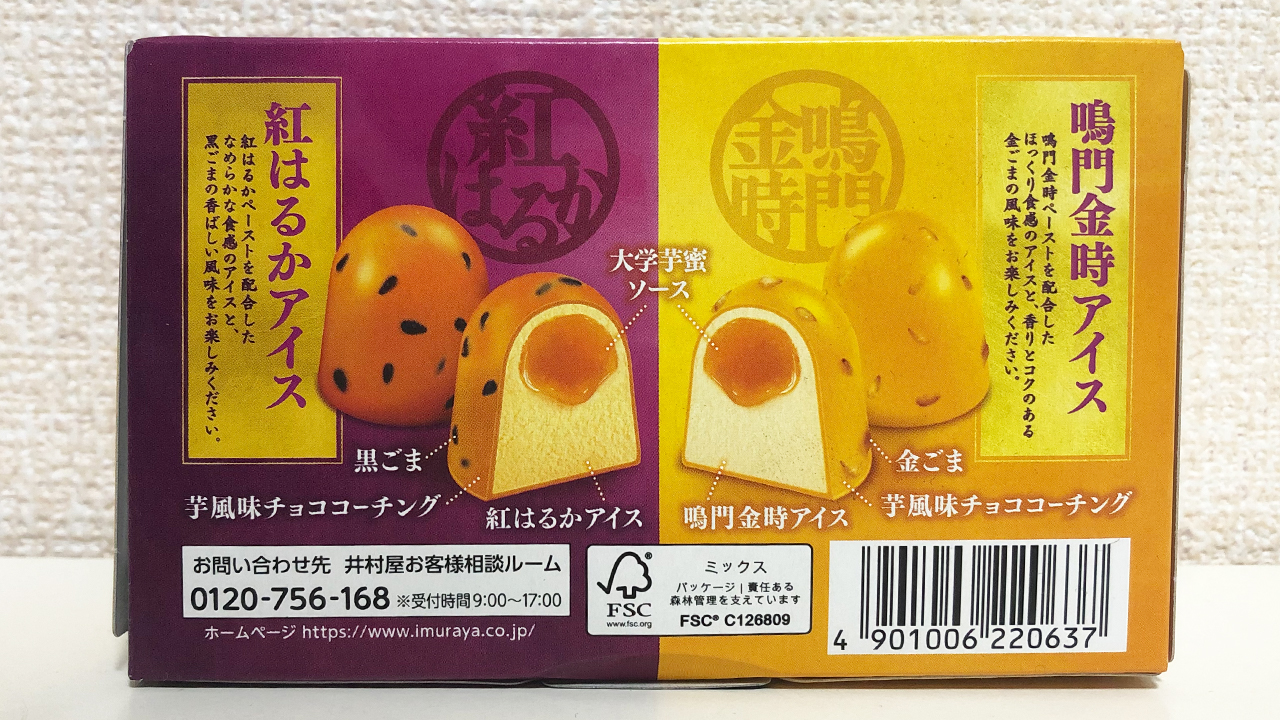 紅はるかアイス
紅はるかペーストを配合した
なめらかな食感のアイスと、
黒ごまの香ばしい風味をお楽しみください。
紅
はるか
鳴門
金時
鳴門金時アイス
鳴門金時ペーストを配合した
ほっくり食感のアイスと、香りとコクのある
金ごまの風味をお楽しみください。
大学芋蜜
ソース
黒ごま
芋風味チョココーチング
紅はるかアイス
金ごま
芋風味チョココーチング
鳴門金時アイス
お問い合わせ先 井村屋お客様相談ルーム
0120-756-168 ※受付時間9:00～17:00
ホームページ https://www.imuraya.co.jp/
FSC
www.fsc.org
ミックス
パッケージ｜責任ある
森林管理を支えています
FSC® C126809
4 901006 220637